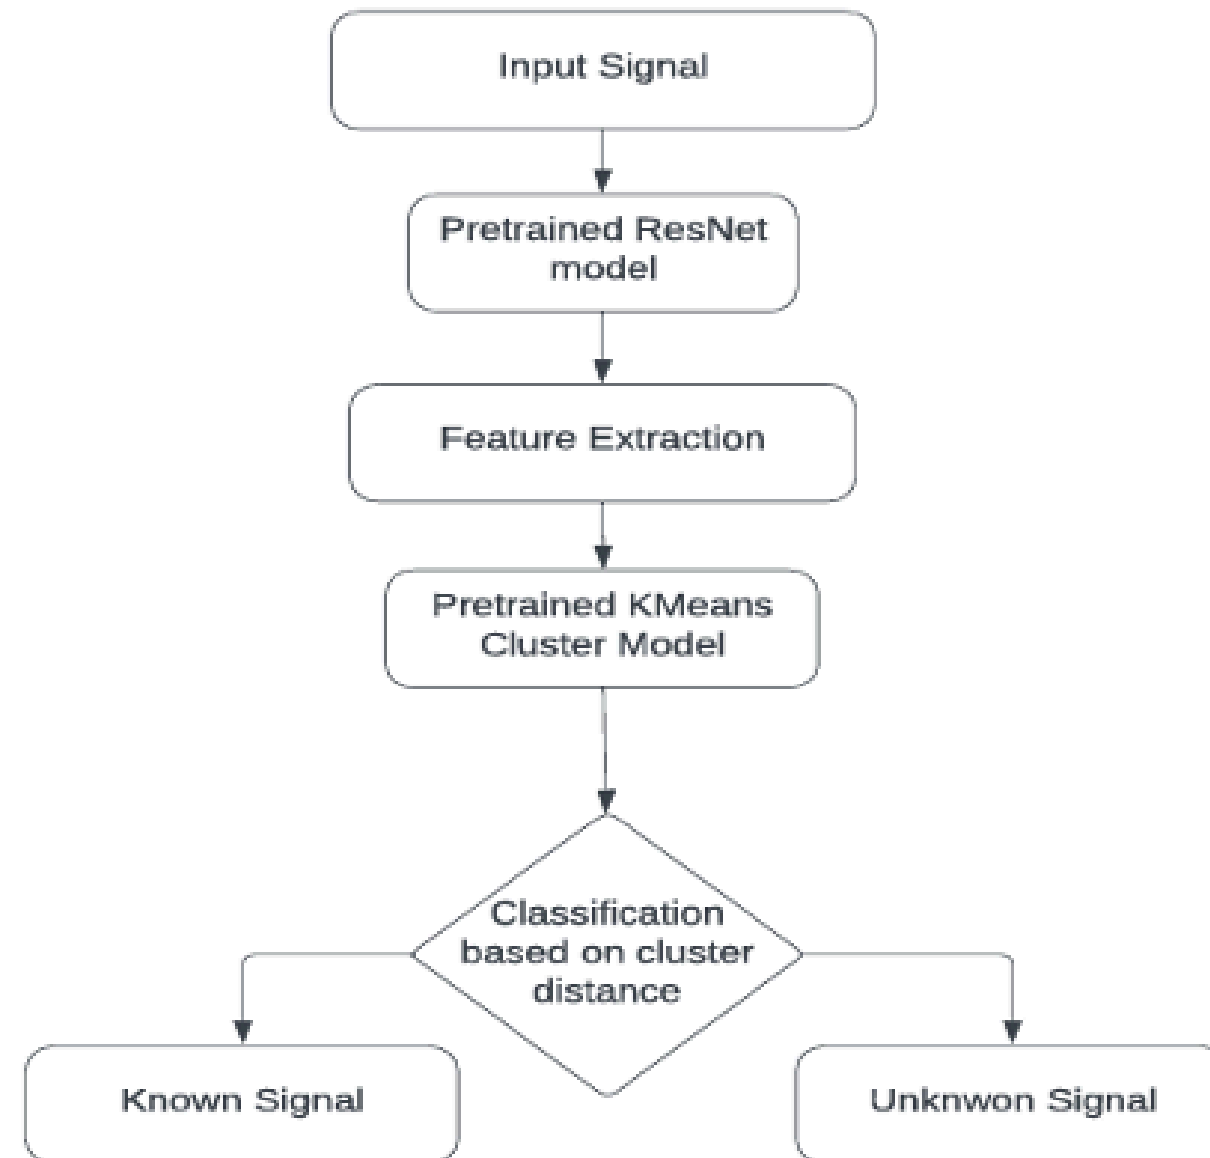 Input Signal
Pretrained ResNet
model
Feature Extraction
Pretrained KMeans
Cluster Model
Classification
based on cluster
distance
Known Signal
Unknwon Signal